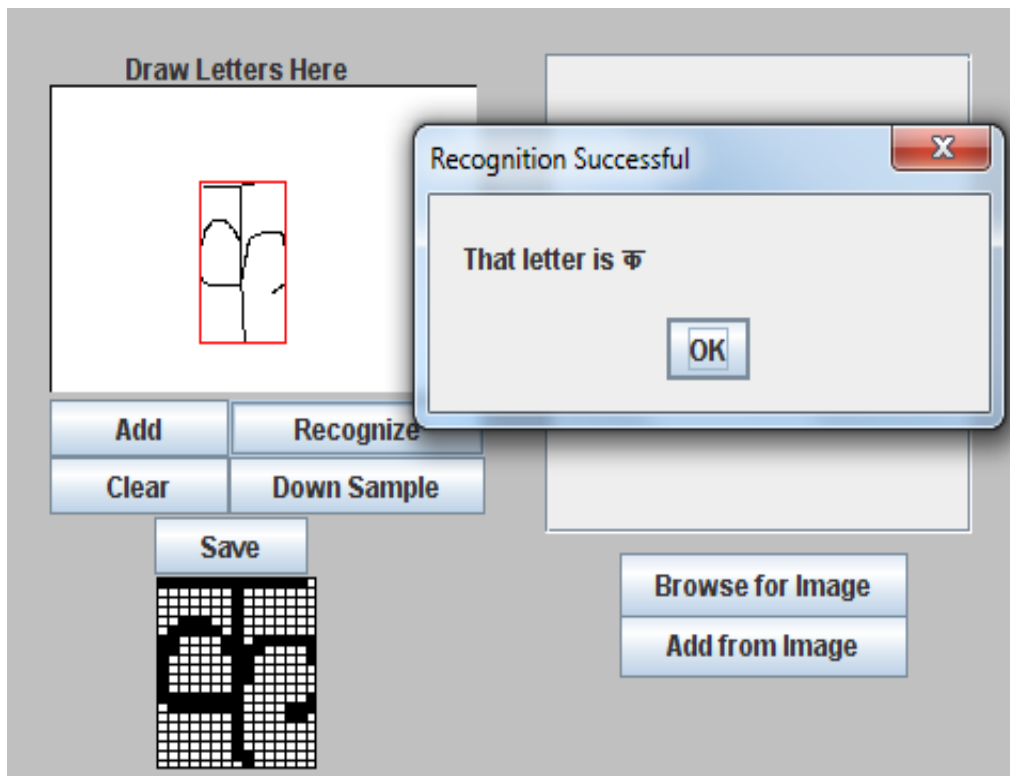 Draw Letters Here
क
Recognition Successful
That letter is क
OK
Add
Recognize
Clear
Down Sample
Save
क
Browse for Image
Add from Image